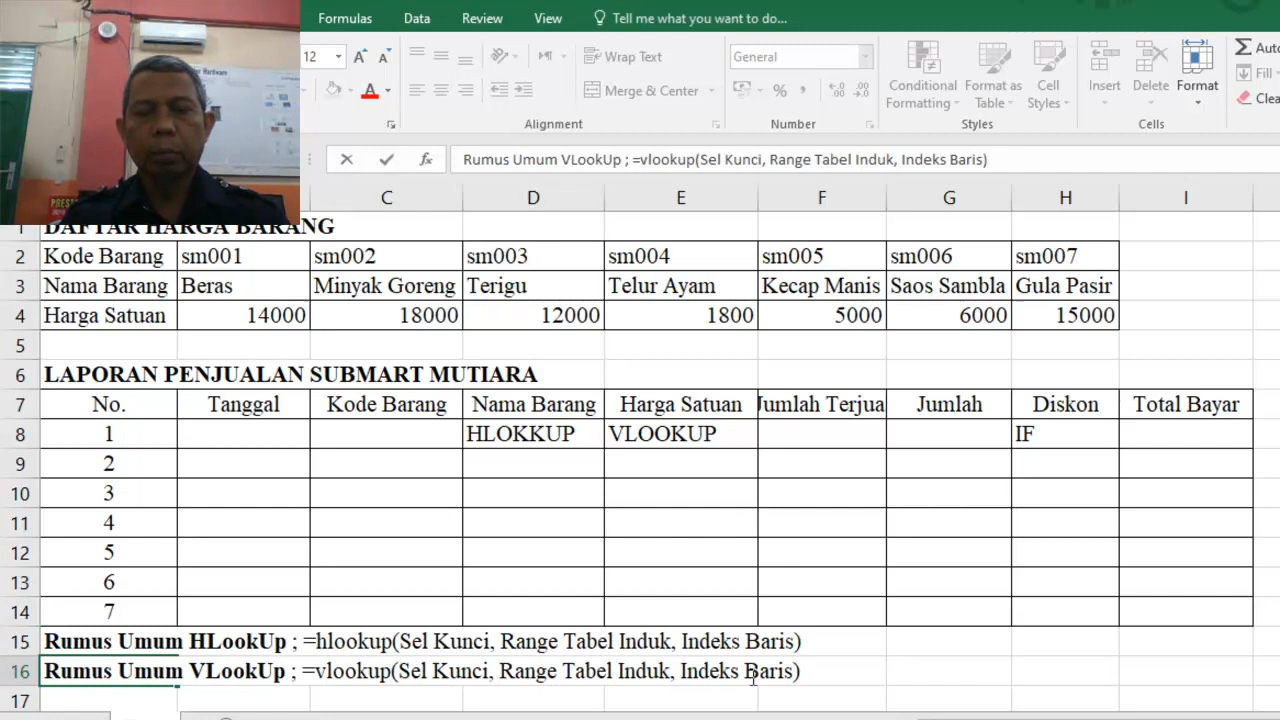 Formulas Data Review View Tell me what you want to do...
12 A A Wrap Text General Conditional Formatting Format as Table Cell Styles Insert Delete Format Auto
Merge & Center % Fill
Clea
Alignment Number Styles Cells
fx Rumus Umum VLookUp ; =vlookup(Sel Kunci, Range Tabel Induk, Indeks Baris)
C D E F G H I
1 DAFTAR HARGA BARANG
2 Kode Barang sm001 sm002 sm003 sm004 sm005 sm006 sm007
3 Nama Barang Beras Minyak Goreng Terigu Telur Ayam Kecap Manis Saos Sambla Gula Pasir
4 Harga Satuan 14000 18000 12000 1800 5000 6000 15000
5
6 LAPORAN PENJUALAN SUBMART MUTIARA
7 No. Tanggal Kode Barang Nama Barang Harga Satuan Jumlah Terjua Jumlah Diskon Total Bayar
8 1 HLOKKUP VLOOKUP IF
9 2
10 3
11 4
12 5
13 6
14 7
15 Rumus Umum HLookUp ; =hlookup(Sel Kunci, Range Tabel Induk, Indeks Baris)
16 Rumus Umum VLookUp ; =vlookup(Sel Kunci, Range Tabel Induk, Indeks Baris)
17